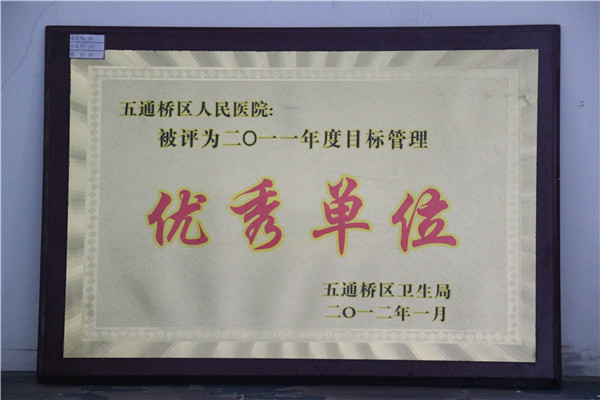 五通桥区人民医院:
被评为二〇一一年度目标管理
优秀单位
五通桥区卫生局
二〇一二年一月